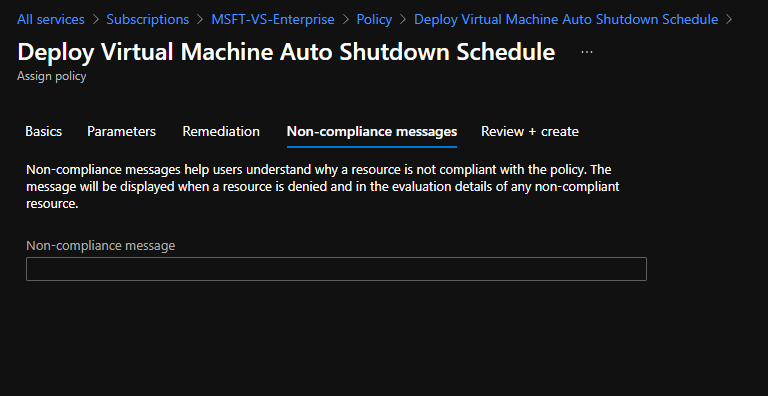 All services > Subscriptions > MSFT-VS-Enterprise > Policy > Deploy Virtual Machine Auto Shutdown Schedule >
Deploy Virtual Machine Auto Shutdown Schedule ...
Assign policy
Basics Parameters Remediation Non-compliance messages Review + create
Non-compliance messages help users understand why a resource is not compliant with the policy. The
message will be displayed when a resource is denied and in the evaluation details of any non-compliant
resource.
Non-compliance message